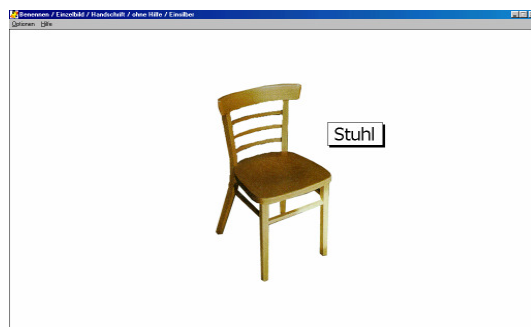 Benennen / Einzelbild / Handschrift / ohne Hilfe / Einsilber
Optionen Hilfe
Stuhl